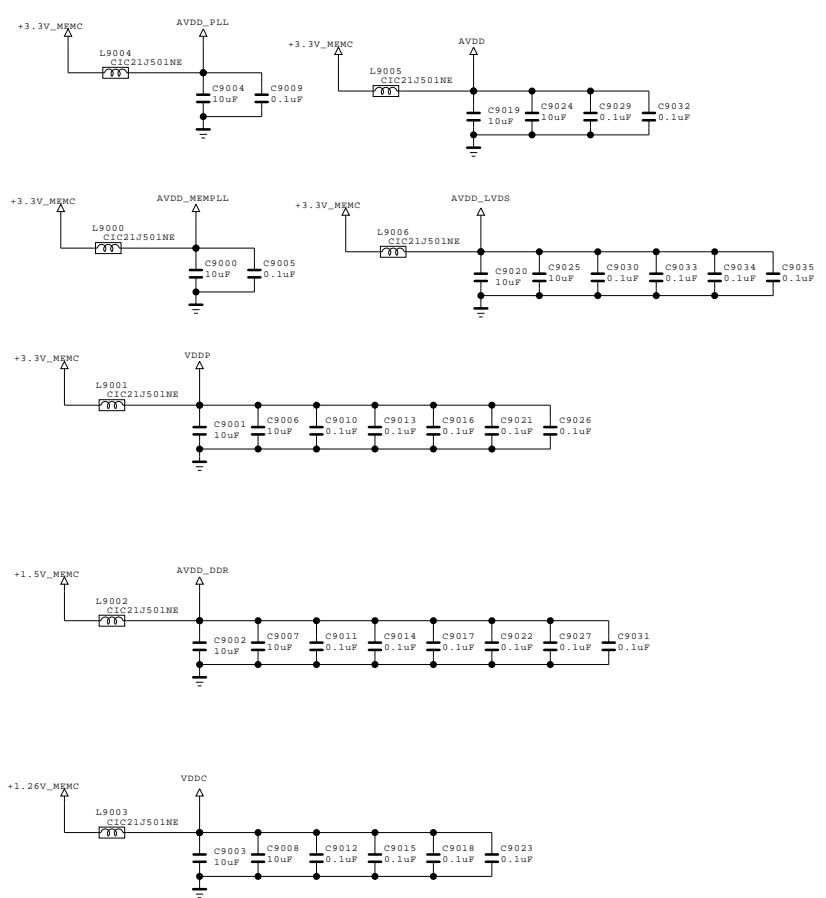 +3.3V_MEMC
AVDD_PLL
L9004
CIC21J501NE
C9004
10uF
C9009
0.1uF
+3.3V_MEMC
AVDD
L9005
CIC21J501NE
C9019
10uF
C9024
10uF
C9029
0.1uF
C9032
0.1uF
+3.3V_MEMC
AVDD_MEMPLL
L9000
CIC21J501NE
C9000
10uF
C9005
0.1uF
+3.3V_MEMC
AVDD_LVDS
L9006
CIC21J501NE
C9020
10uF
C9025
10uF
C9030
0.1uF
C9033
0.1uF
C9034
0.1uF
C9035
0.1uF
+3.3V_MEMC
VDDP
L9001
CIC21J501NE
C9001
10uF
C9006
10uF
C9010
0.1uF
C9013
0.1uF
C9016
0.1uF
C9021
0.1uF
C9026
0.1uF
+1.5V_MEMC
AVDD_DDR
L9002
CIC21J501NE
C9002
10uF
C9007
10uF
C9011
0.1uF
C9014
0.1uF
C9017
0.1uF
C9022
0.1uF
C9027
0.1uF
C9031
0.1uF
+1.26V_MEMC
VDDC
L9003
CIC21J501NE
C9003
10uF
C9008
10uF
C9012
0.1uF
C9015
0.1uF
C9018
0.1uF
C9023
0.1uF